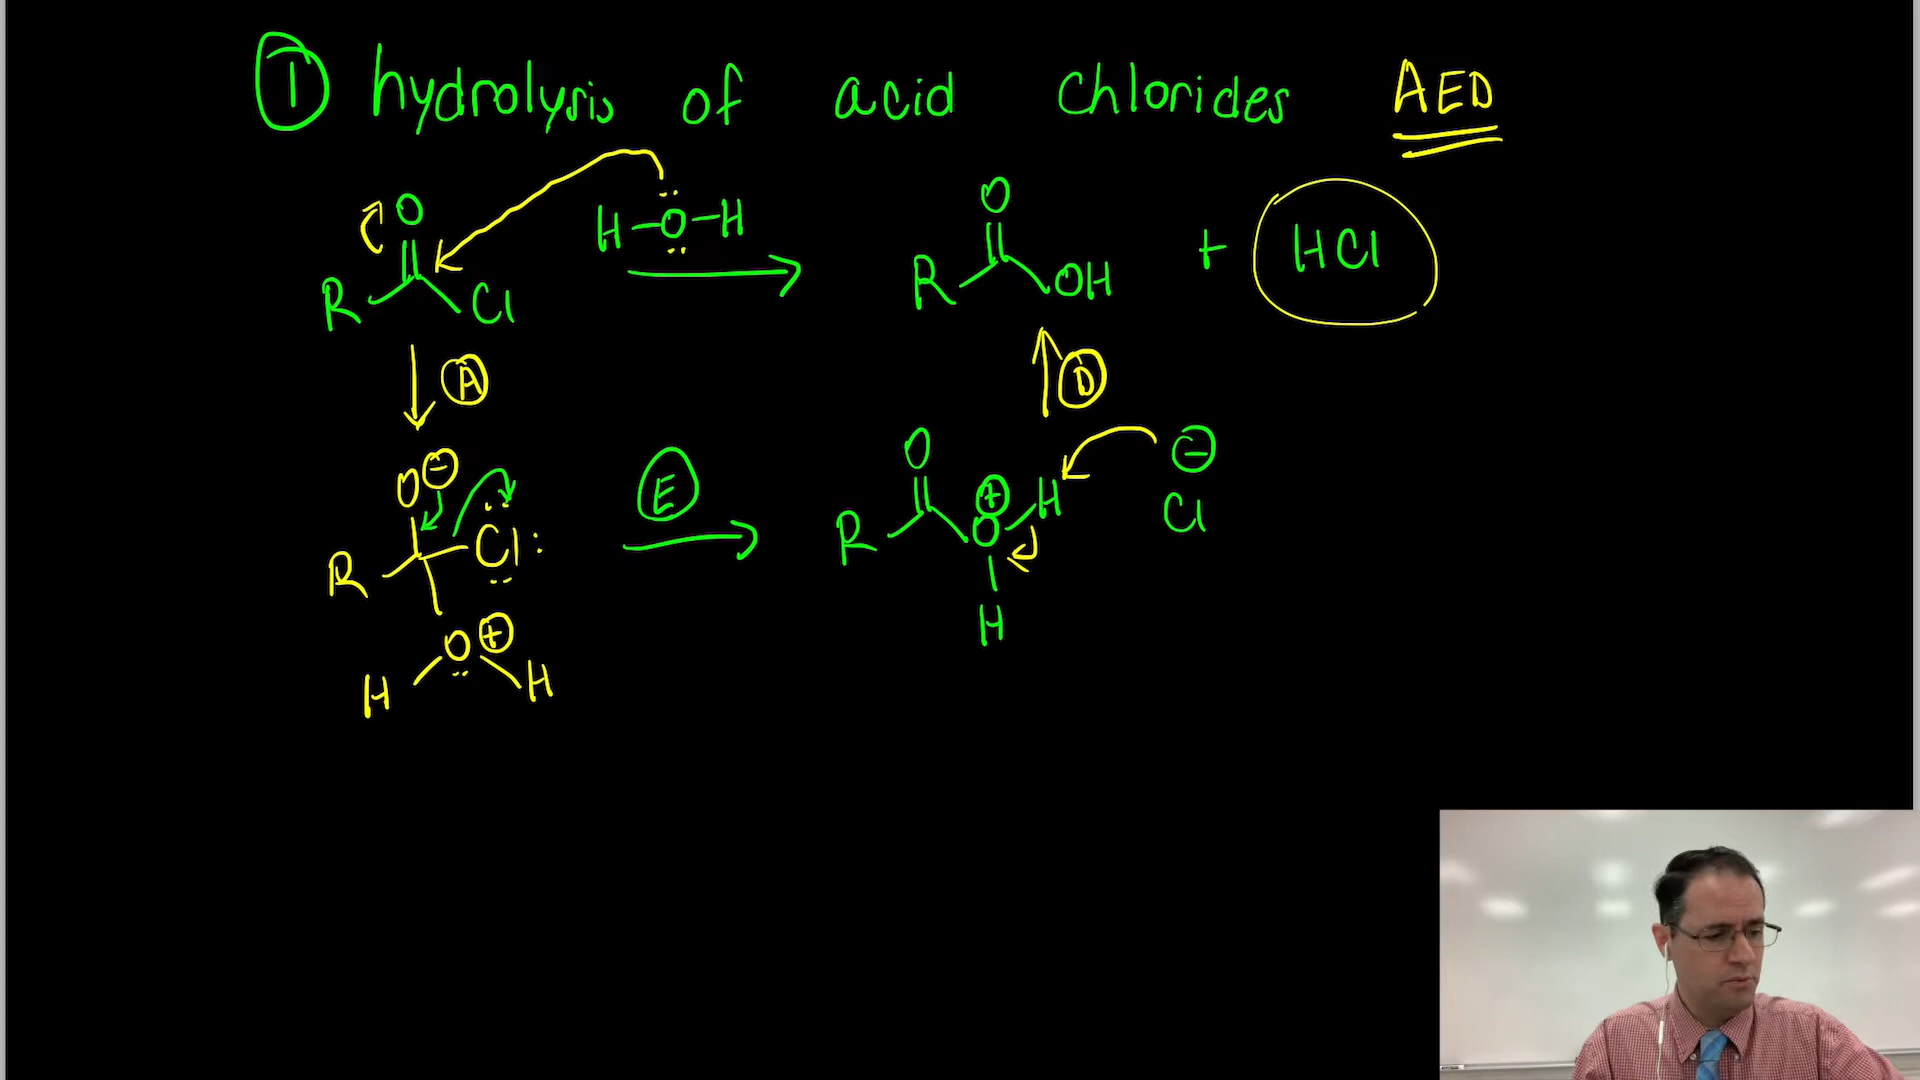 ① hydrolysis of acid chlorides AED
O H-O-H O
R Cl R OH + HCl
A D
O⊖ E O ⊖
R Cl R O⊕ H Cl
O⊕ H
H H